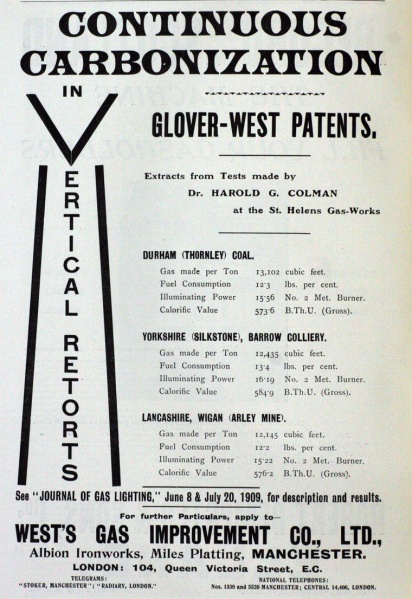 CONTINUOUS
CARBONIZATION
IN
VERTICAL RETORTS
GLOVER-WEST PATENTS.
Extracts from Tests made by
Dr. HAROLD G. COLMAN
at the St. Helens Gas-Works
DURHAM (THORNLEY) COAL.
Gas made per Ton 13,102 cubic feet.
Fuel Consumption 12·3 lbs. per cent.
Illuminating Power 15·56 No. 2 Met. Burner.
Calorific Value 573·6 B.Th.U. (Gross).
YORKSHIRE (SILKSTONE), BARROW COLLIERY.
Gas made per Ton 12,435 cubic feet.
Fuel Consumption 13·4 lbs. per cent.
Illuminating Power 16·19 No. 2 Met. Burner.
Calorific Value 584·9 B.Th.U. (Gross).
LANCASHIRE, WIGAN (ARLEY MINE).
Gas made per Ton 12,145 cubic feet.
Fuel Consumption 12·2 lbs. per cent.
Illuminating Power 15·22 No. 2 Met. Burner.
Calorific Value 576·2 B.Th.U. (Gross).
See "JOURNAL OF GAS LIGHTING," June 8 & July 20, 1909, for description and results.
For further Particulars, apply to—
WEST'S GAS IMPROVEMENT CO., LTD.,
Albion Ironworks, Miles Platting, MANCHESTER.
LONDON: 104, Queen Victoria Street, E.C.
TELEGRAMS: NATIONAL TELEPHONES:
"STOKER, MANCHESTER"; "RADIARY, LONDON." Nos. 1339 and 5520 MANCHESTER; CENTRAL 14,400, LONDON.